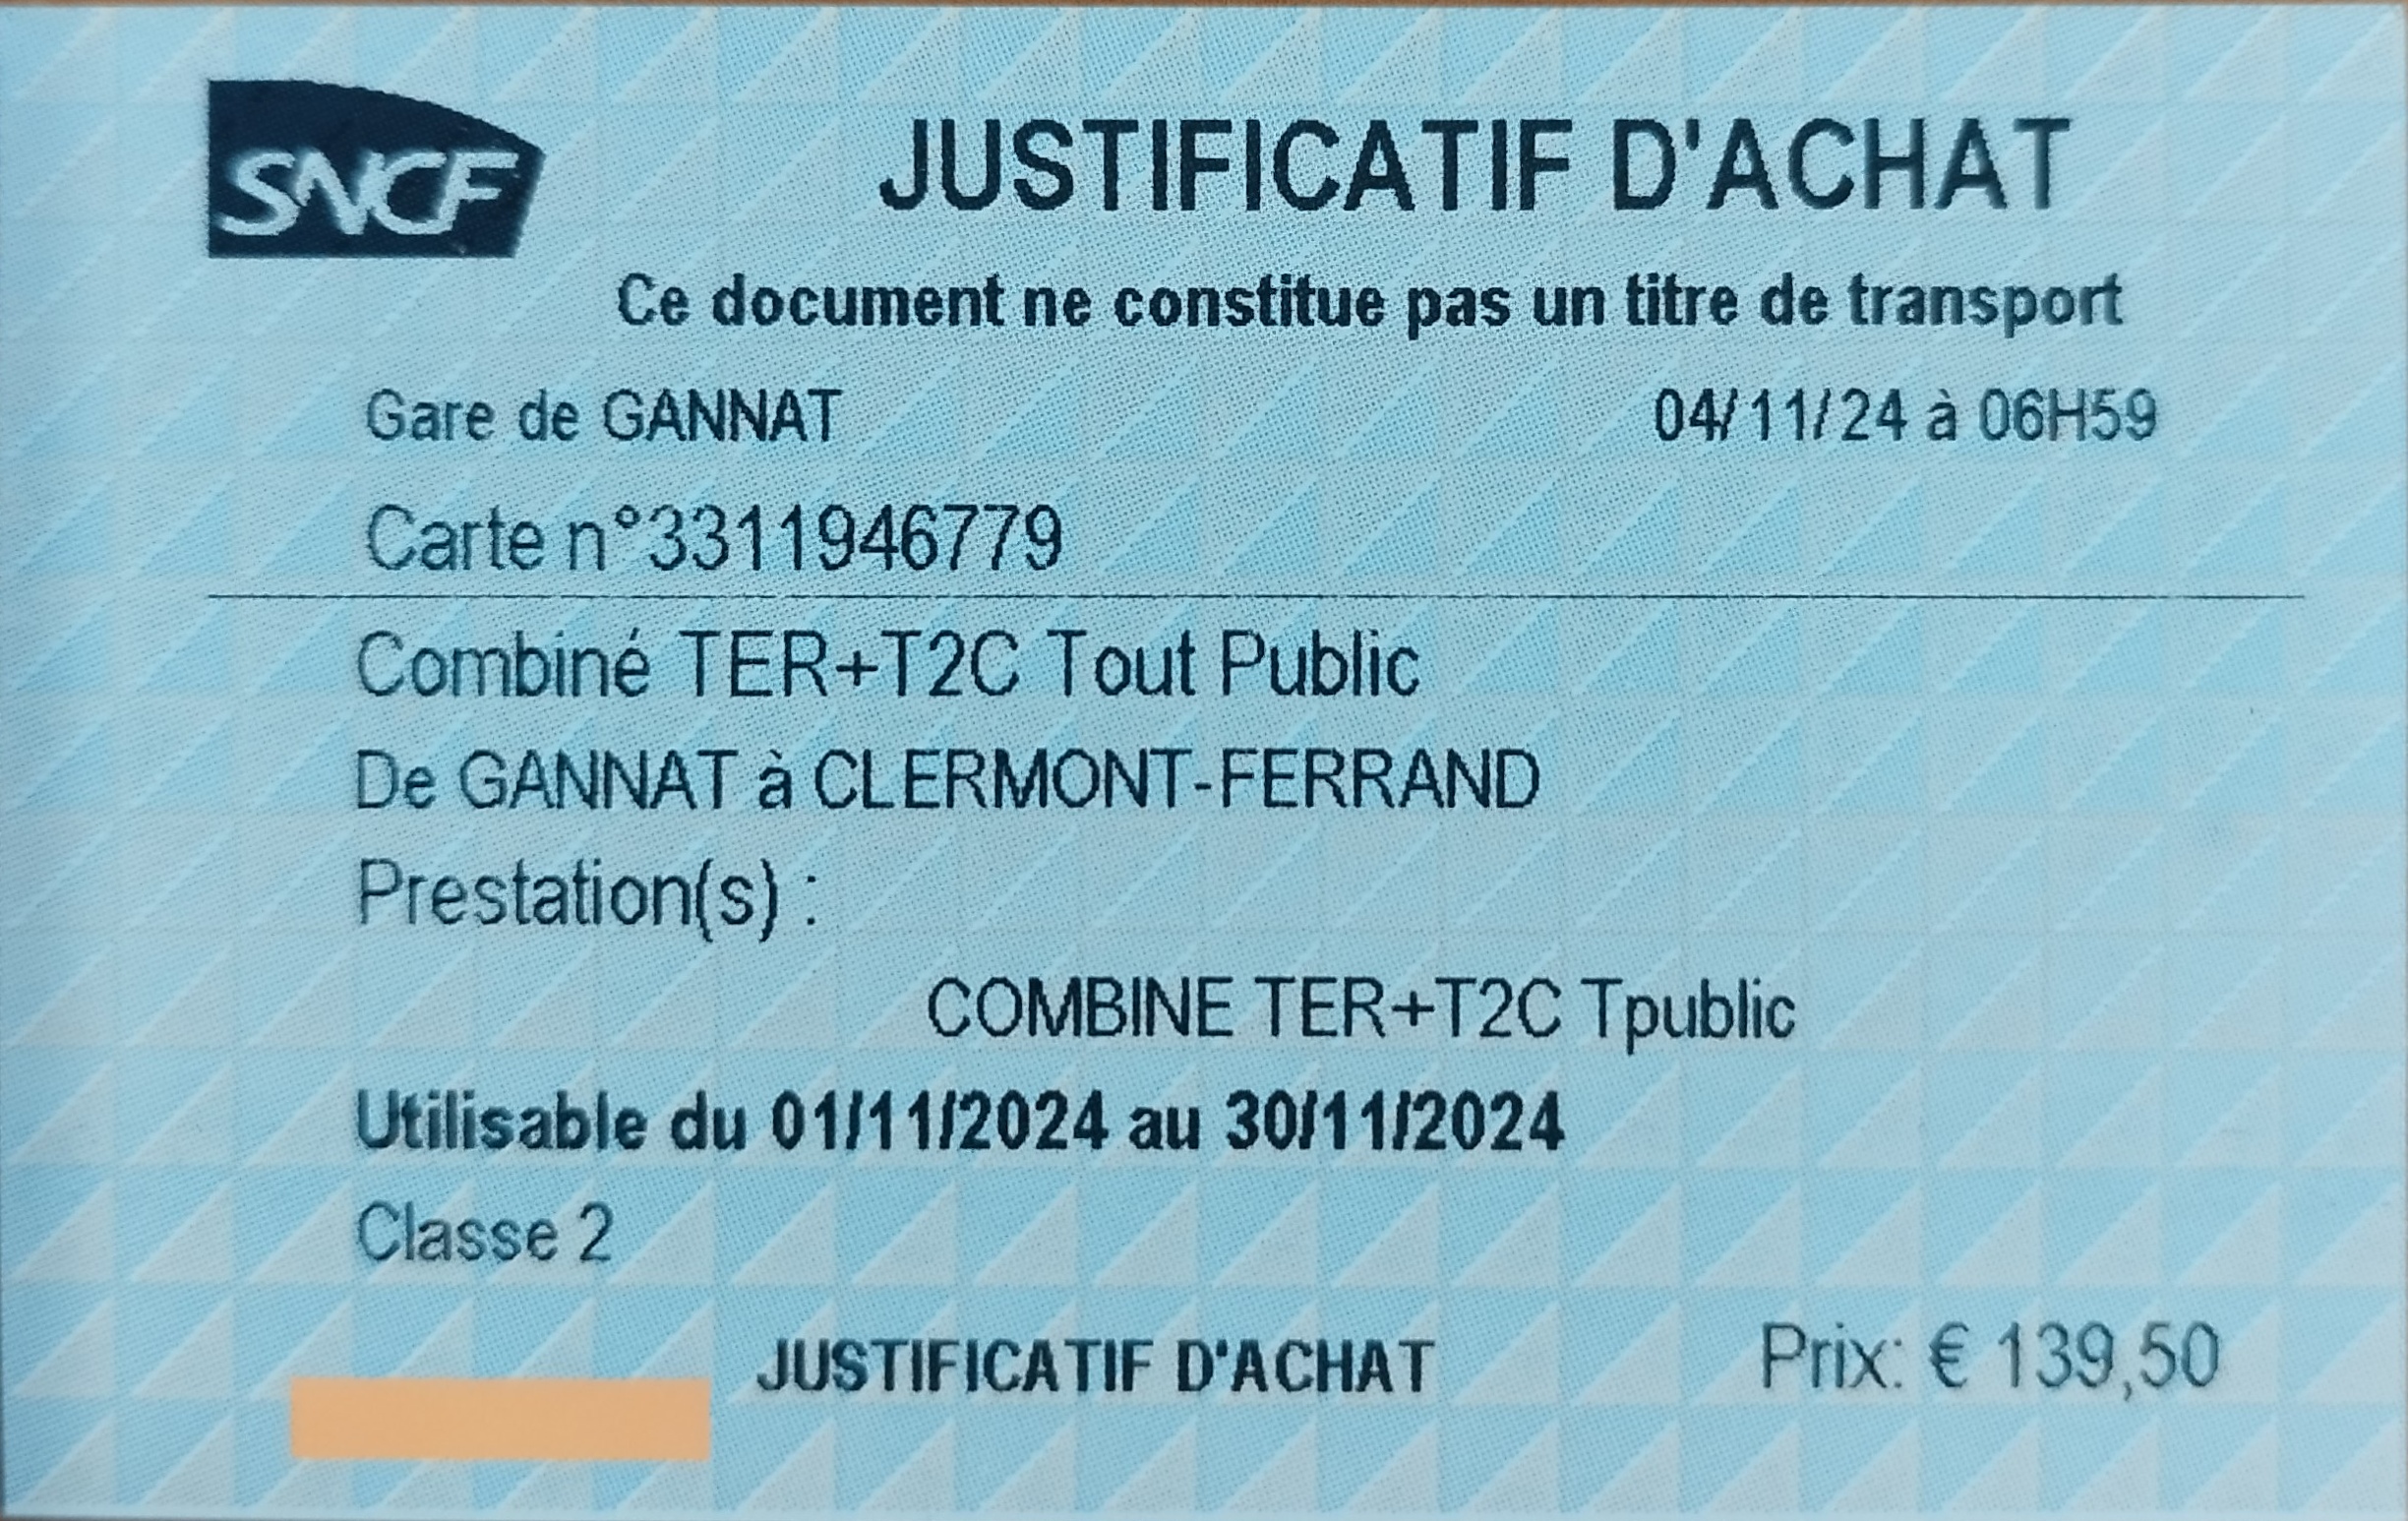 SNCF
JUSTIFICATIF D'ACHAT
Ce document ne constitue pas un titre de transport
Gare de GANNAT 04/11/24 à 06H59
Carte n°3311946779
Combiné TER+T2C Tout Public
De GANNAT à CLERMONT-FERRAND
Prestation(s) :
COMBINE TER+T2C Tpublic
Utilisable du 01/11/2024 au 30/11/2024
Classe 2
JUSTIFICATIF D'ACHAT Prix: € 139,50